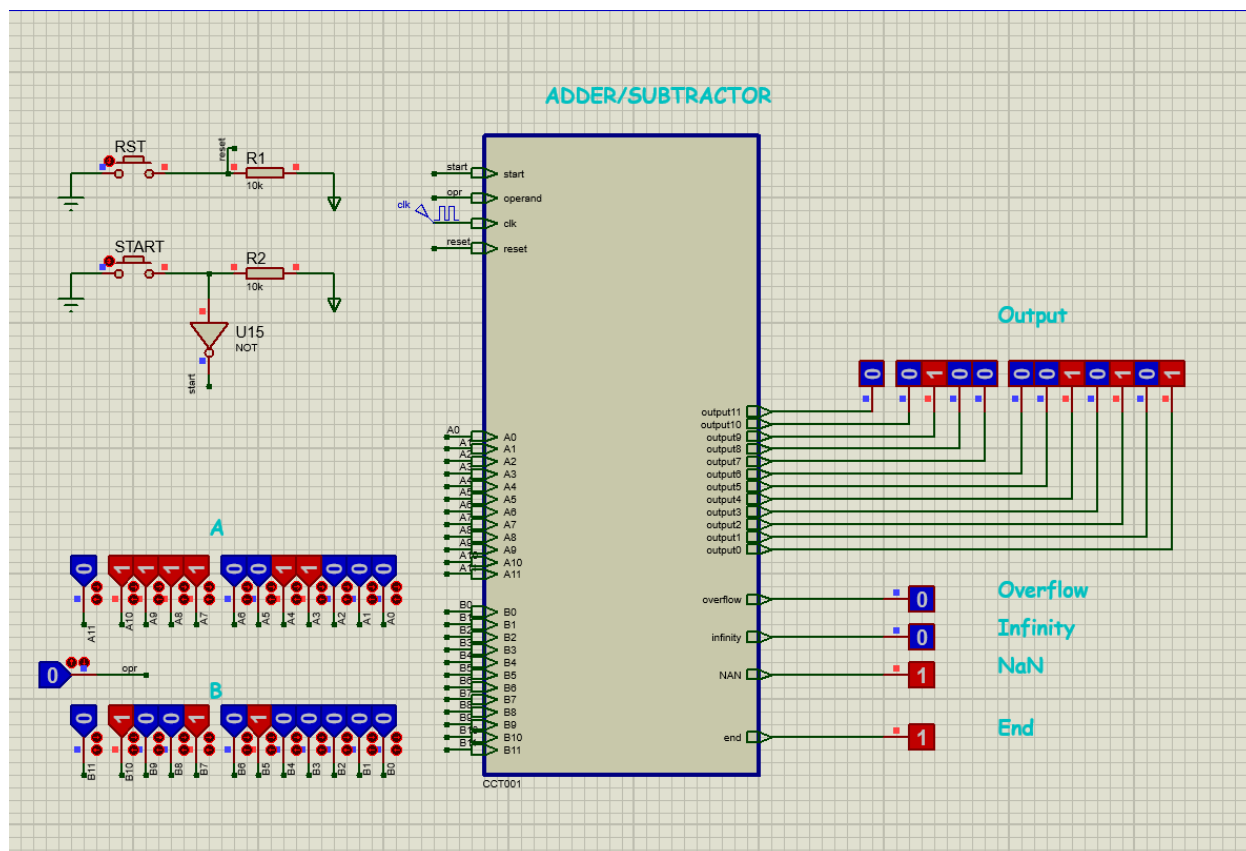 ADDER/SUBTRACTOR
RST
reset
R1
10k
START
R2
10k
U15
NOT
start
start
start
opr
operand
clk
clk
reset
reset
Output
0 0 1 0 0 0 0 1 0 1 0 1
output11
output10
output9
output8
output7
output6
output5
output4
output3
output2
output1
output0
A0 A0
A1 A1
A2 A2
A3 A3
A4 A4
A5 A5
A6 A6
A7 A7
A8 A8
A9 A9
A10 A10
A11 A11
A
0 1 1 1 1 0 0 1 1 0 0 0
A11 A10 A9 A8 A7 A6 A5 A4 A3 A2 A1 A0
0
opr
B
0 1 0 0 1 0 1 0 0 0 0 0
B11 B10 B9 B8 B7 B6 B5 B4 B3 B2 B1 B0
B0 B0
B1 B1
B2 B2
B3 B3
B4 B4
B5 B5
B6 B6
B7 B7
B8 B8
B9 B9
B10 B10
B11 B11
overflow 0 Overflow
infinity 0 Infinity
NAN 1 NaN
end 1 End
CCT001